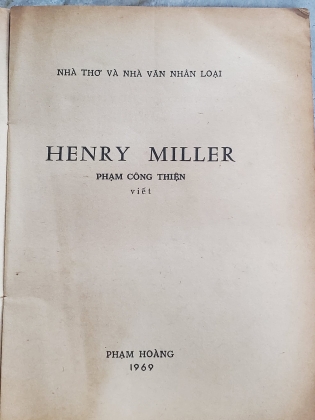 NHÀ THƠ VÀ NHÀ VĂN NHÂN LOẠI
HENRY MILLER
PHẠM CÔNG THIỆN
viết
PHẠM HOÀNG
1969